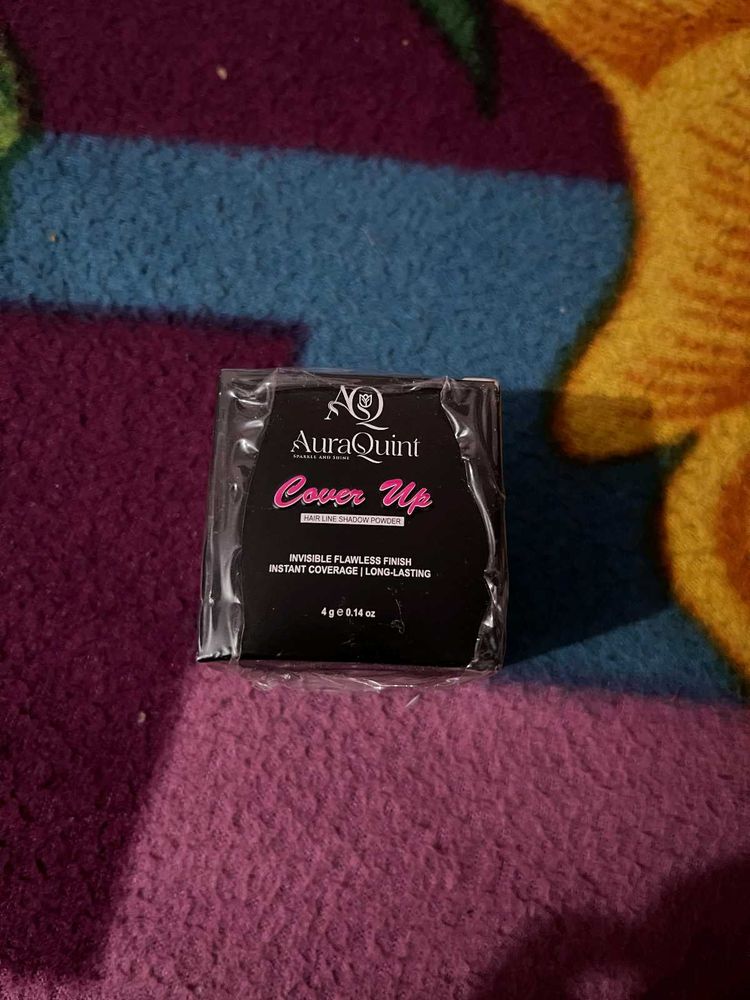 AQ
AuraQuint
SPARKLE AND SHINE
Cover Up
HAIR LINE SHADOW POWDER
INVISIBLE FLAWLESS FINISH
INSTANT COVERAGE | LONG-LASTING
4 g e 0.14 oz